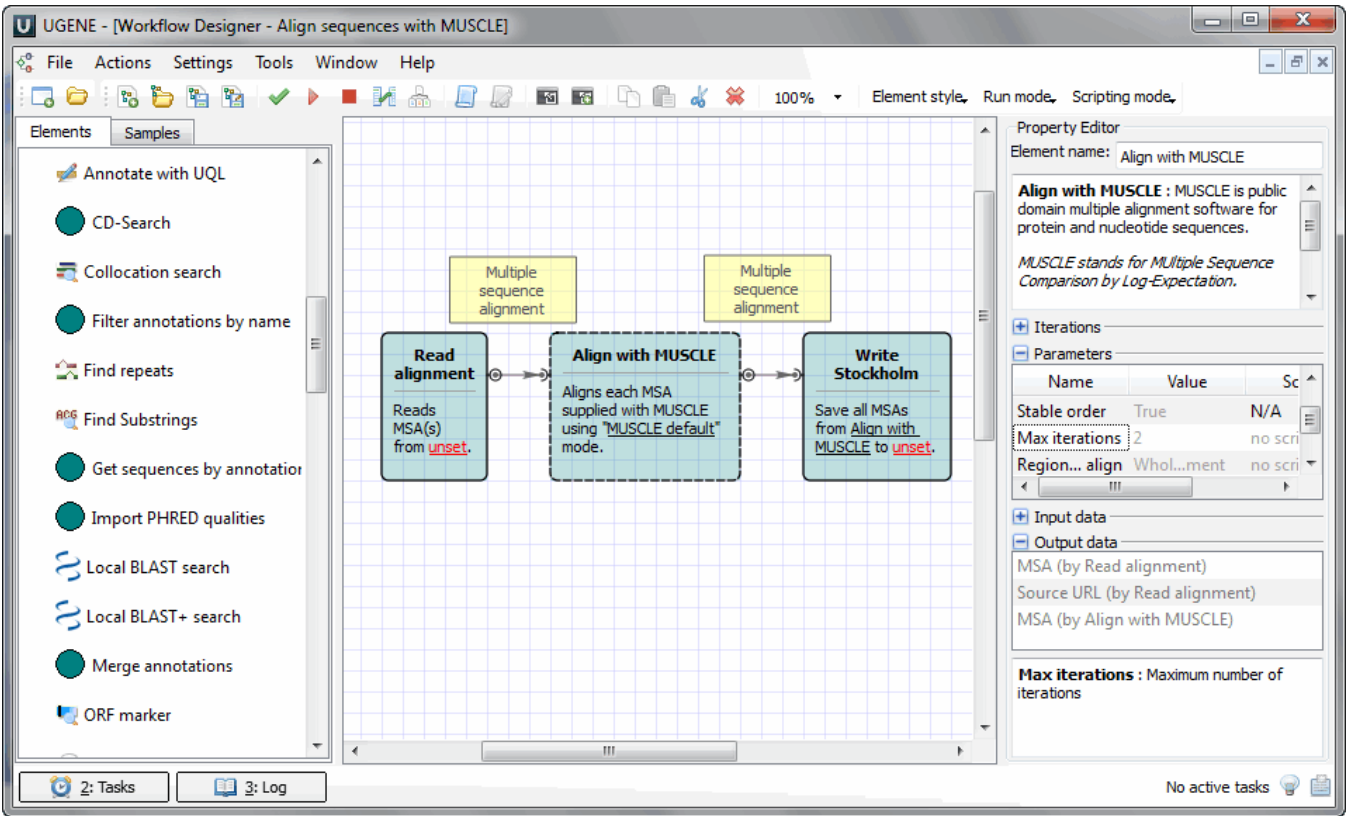 UGENE - [Workflow Designer - Align sequences with MUSCLE]
File Actions Settings Tools Window Help
100% Element style Run mode Scripting mode
Elements Samples
Annotate with UQL
CD-Search
Collocation search
Filter annotations by name
Find repeats
ACG Find Substrings
Get sequences by annotation
Import PHRED qualities
Local BLAST search
Local BLAST+ search
Merge annotations
ORF marker
Multiple
sequence
alignment
Multiple
sequence
alignment
Read
alignment
Reads
MSA(s)
from unset.
Align with MUSCLE
Aligns each MSA
supplied with MUSCLE
using "MUSCLE default"
mode.
Write
Stockholm
Save all MSAs
from Align with
MUSCLE to unset.
Property Editor
Element name: Align with MUSCLE
Align with MUSCLE : MUSCLE is public
domain multiple alignment software for
protein and nucleotide sequences.
MUSCLE stands for MUltiple Sequence
Comparison by Log-Expectation.
Iterations
Parameters
Name Value Sc
Stable order True N/A
Max iterations 2 no scri
Region... align Whol...ment no scri
Input data
Output data
MSA (by Read alignment)
Source URL (by Read alignment)
MSA (by Align with MUSCLE)
Max iterations : Maximum number of
iterations
2: Tasks 3: Log No active tasks